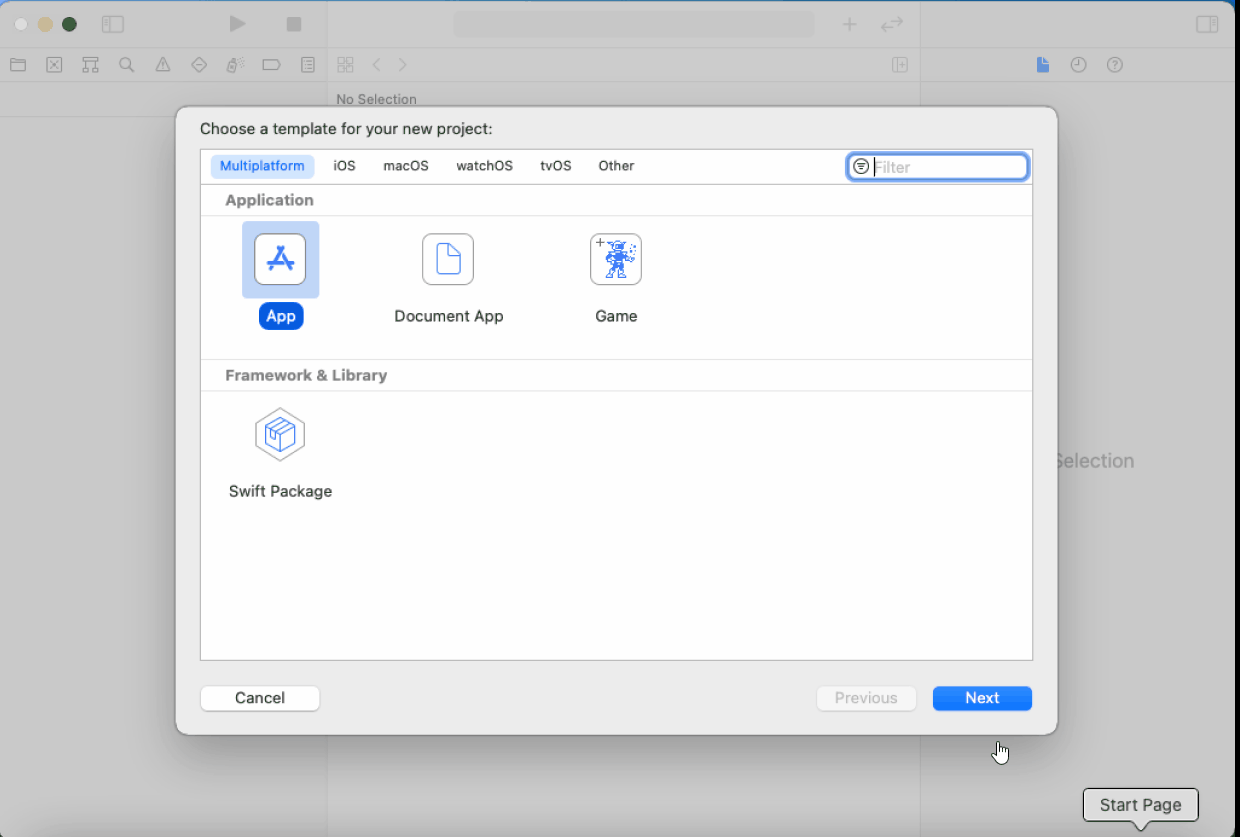 No Selection
Choose a template for your new project:
Multiplatform iOS macOS watchOS tvOS Other Filter
Application
App Document App Game
Framework & Library
Selection
Swift Package
Cancel Previous Next
Start Page